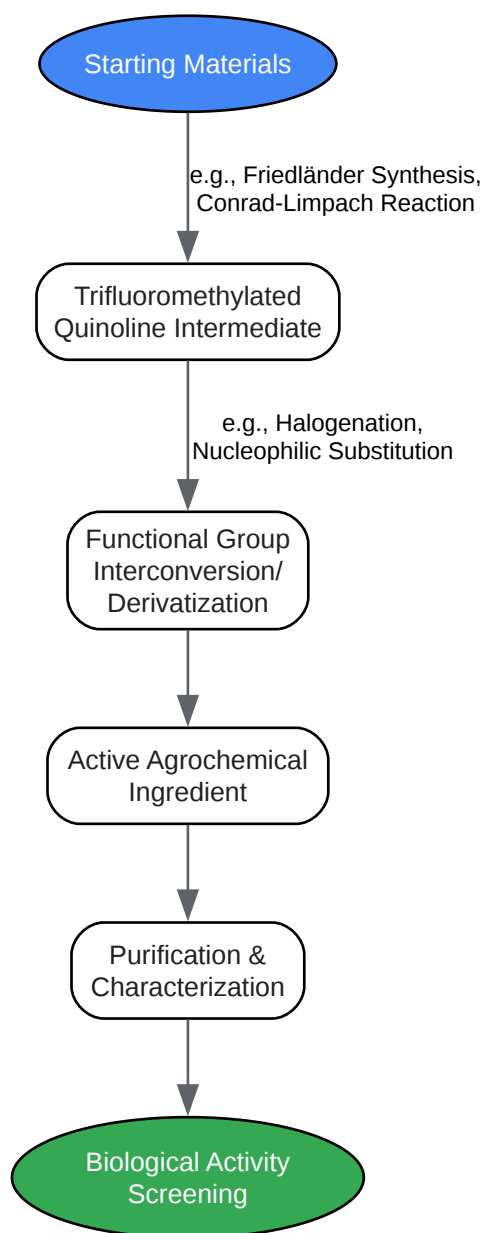 Starting Materials
e.g., Friedländer Synthesis,
Conrad-Limpach Reaction
Trifluoromethylated
Quinoline Intermediate
e.g., Halogenation,
Nucleophilic Substitution
Functional Group
Interconversion/
Derivatization
Active Agrochemical
Ingredient
Purification &
Characterization
Biological Activity
Screening